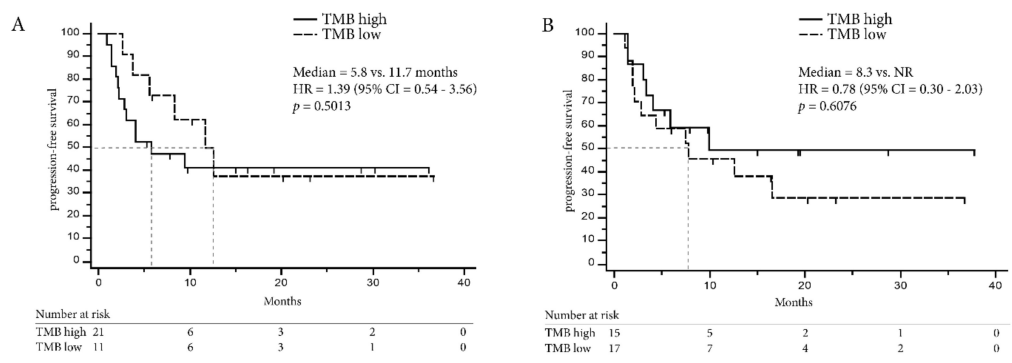 A
TMB high
TMB low
Median = 5.8 vs. 11.7 months
HR = 1.39 (95% CI = 0.54 - 3.56)
p = 0.5013
progression-free survival
100
90
80
70
60
50
40
30
20
10
0
0 10 20 30 40
Months
Number at risk
TMB high 21 6 3 2 0
TMB low 11 6 3 1 0
B
TMB high
TMB low
Median = 8.3 vs. NR
HR = 0.78 (95% CI = 0.30 - 2.03)
p = 0.6076
progression-free survival
100
90
80
70
60
50
40
30
20
10
0
0 10 20 30 40
Months
Number at risk
TMB high 15 5 2 1 0
TMB low 17 7 4 2 0